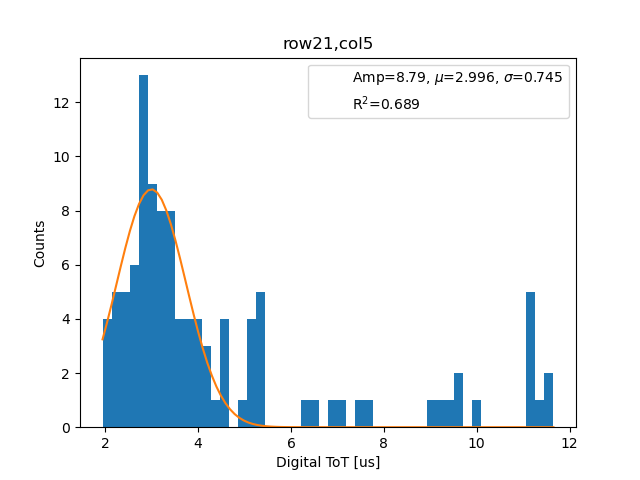 row21,col5
Amp=8.79, μ=2.996, σ=0.745
R²=0.689
Counts
12
10
8
6
4
2
0
2 4 6 8 10 12
Digital ToT [us]